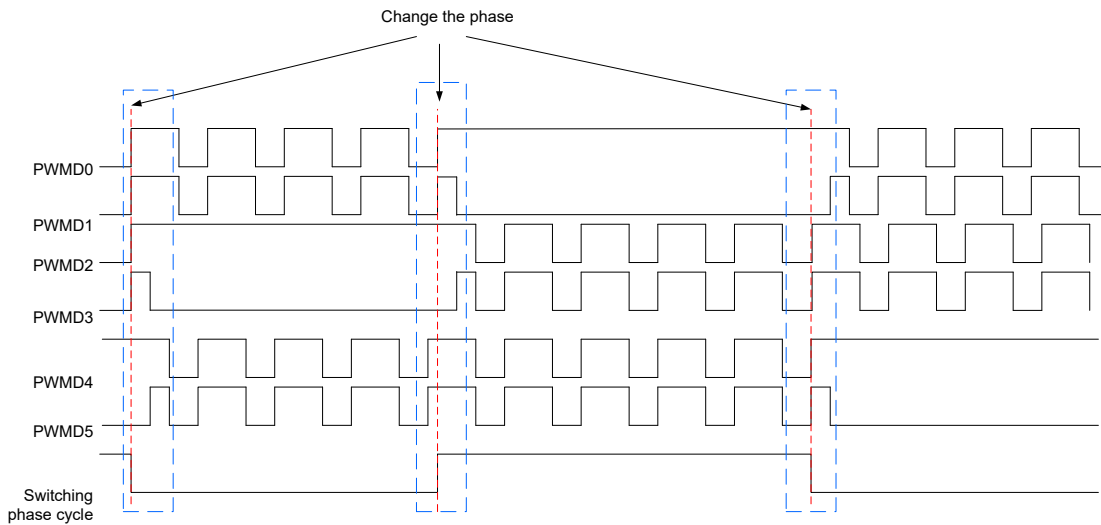 Change the phase
PWMD0
PWMD1
PWMD2
PWMD3
PWMD4
PWMD5
Switching
phase cycle